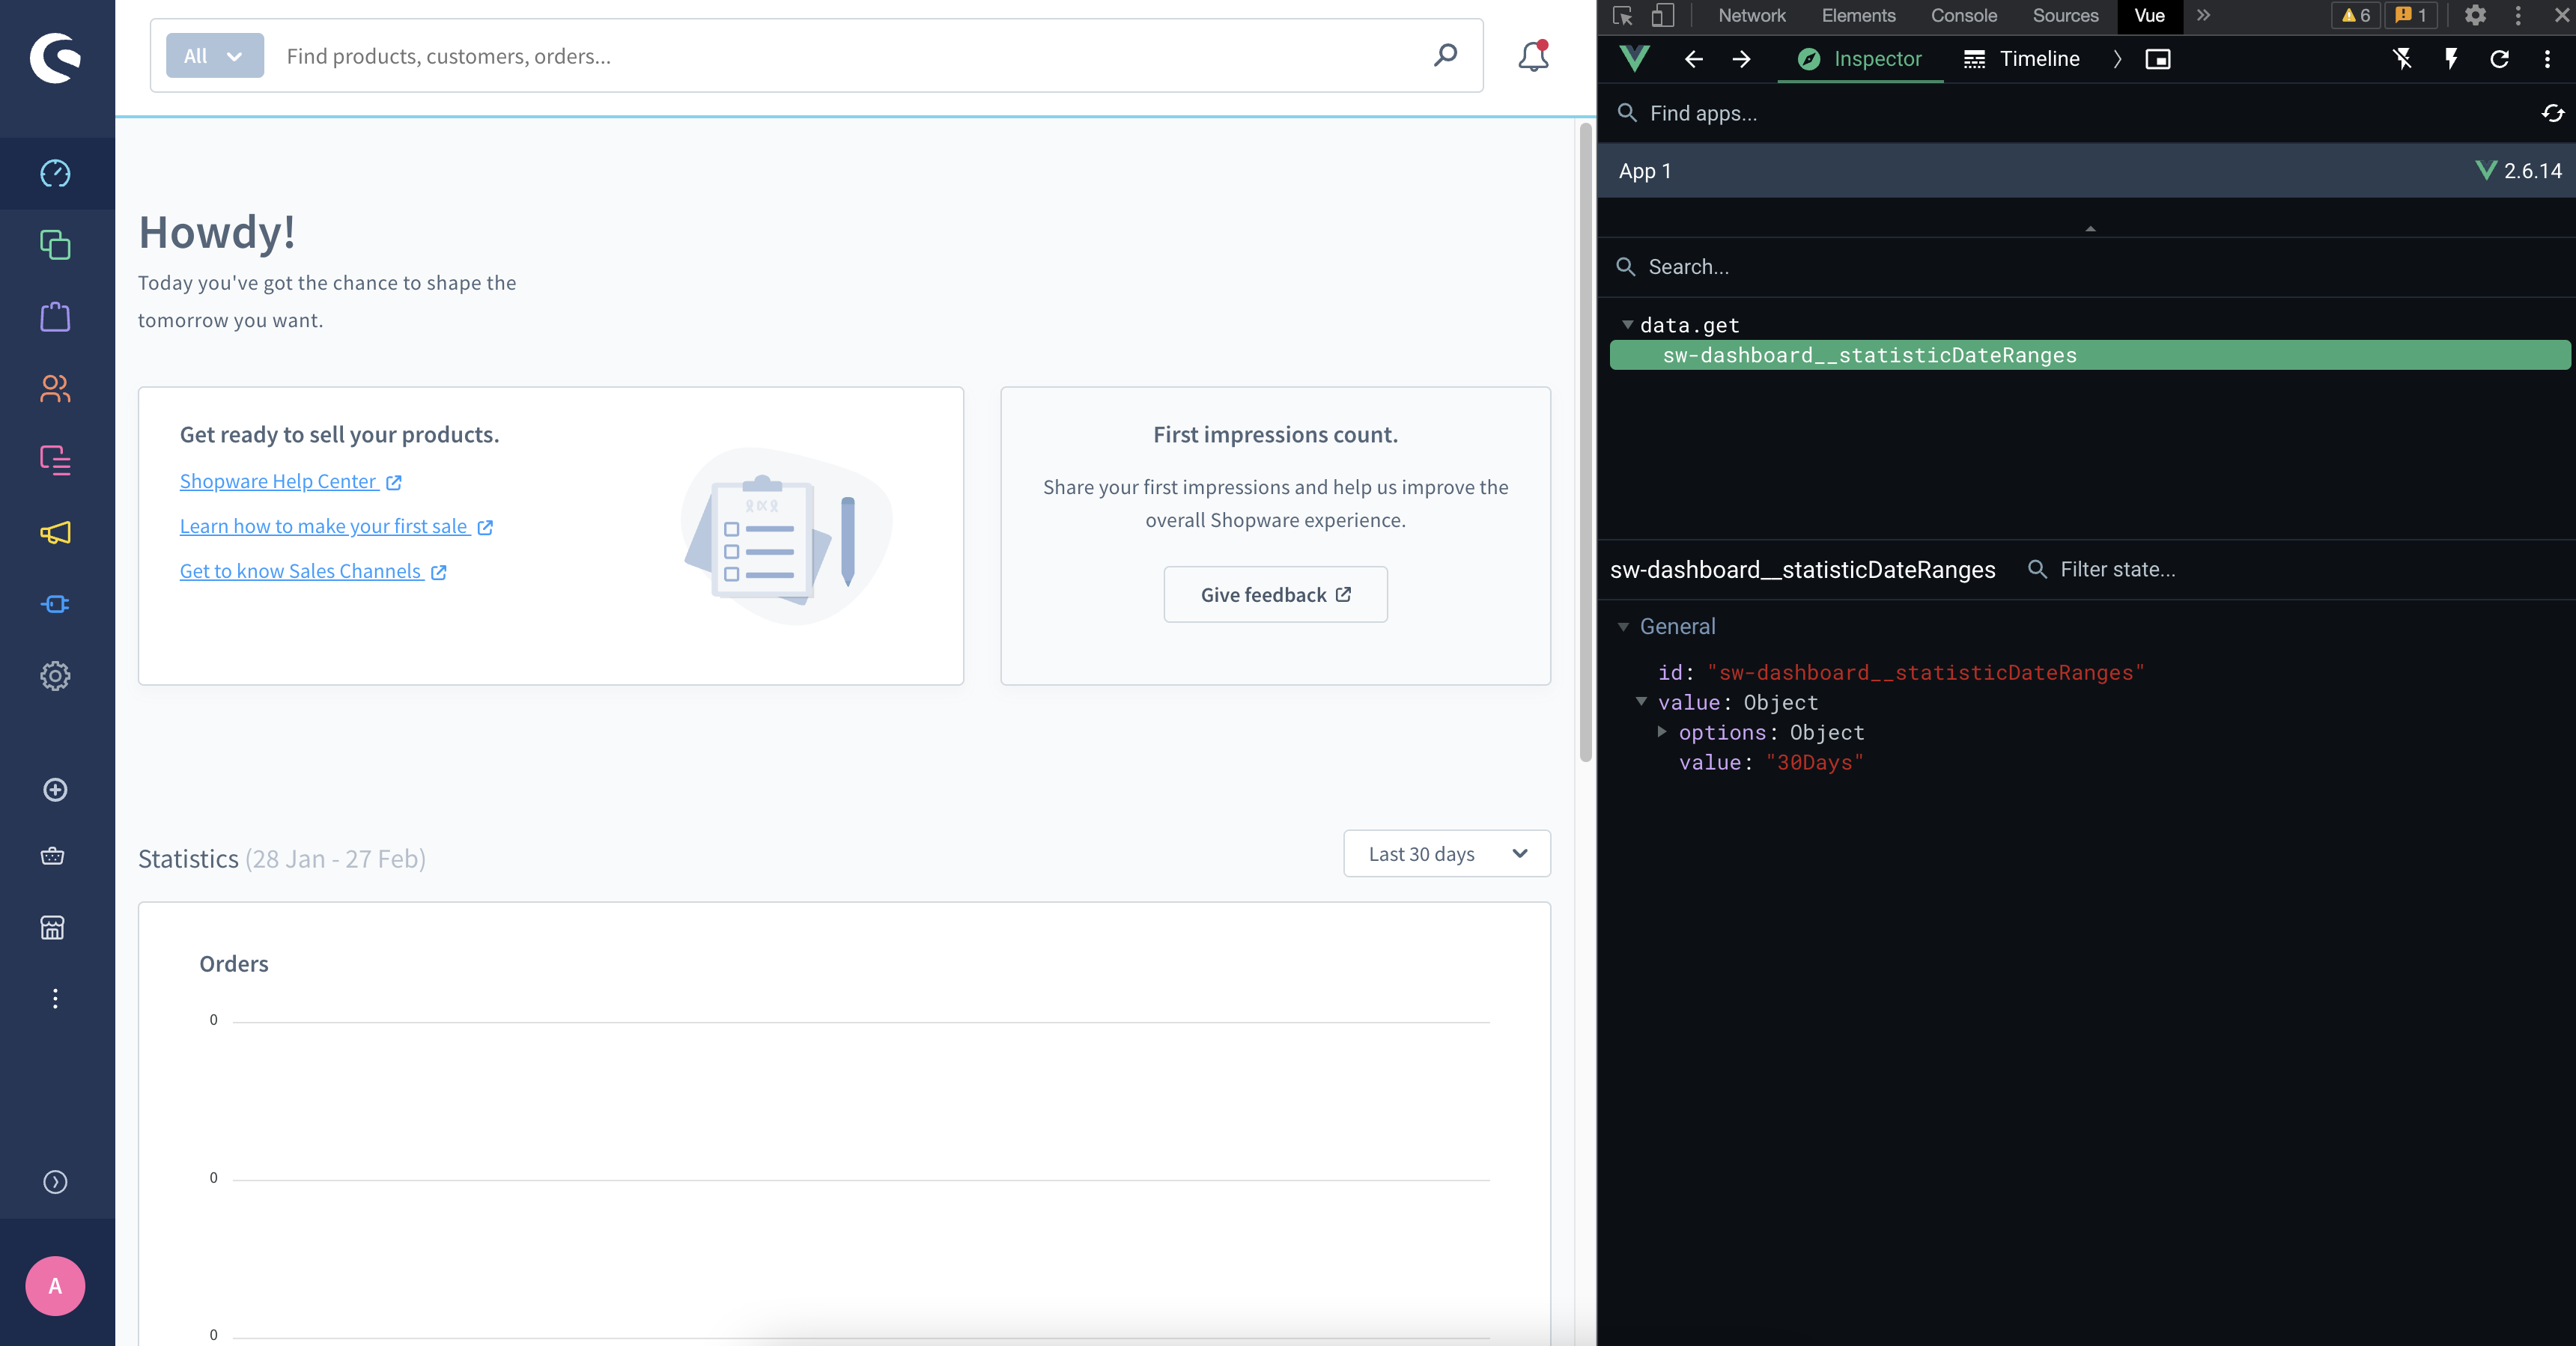 All
Find products, customers, orders...
Howdy!
Today you've got the chance to shape the
tomorrow you want.
Get ready to sell your products.
Shopware Help Center
Learn how to make your first sale
Get to know Sales Channels
First impressions count.
Share your first impressions and help us improve the
overall Shopware experience.
Give feedback
Statistics (28 Jan - 27 Feb)
Last 30 days
Orders
0
0
0
A
Network Elements Console Sources Vue 6 1
Inspector Timeline
Find apps...
App 1 2.6.14
Search...
data.get
sw-dashboard__statisticDateRanges
sw-dashboard__statisticDateRanges Filter state...
General
id: "sw-dashboard__statisticDateRanges"
value: Object
options: Object
value: "30Days"